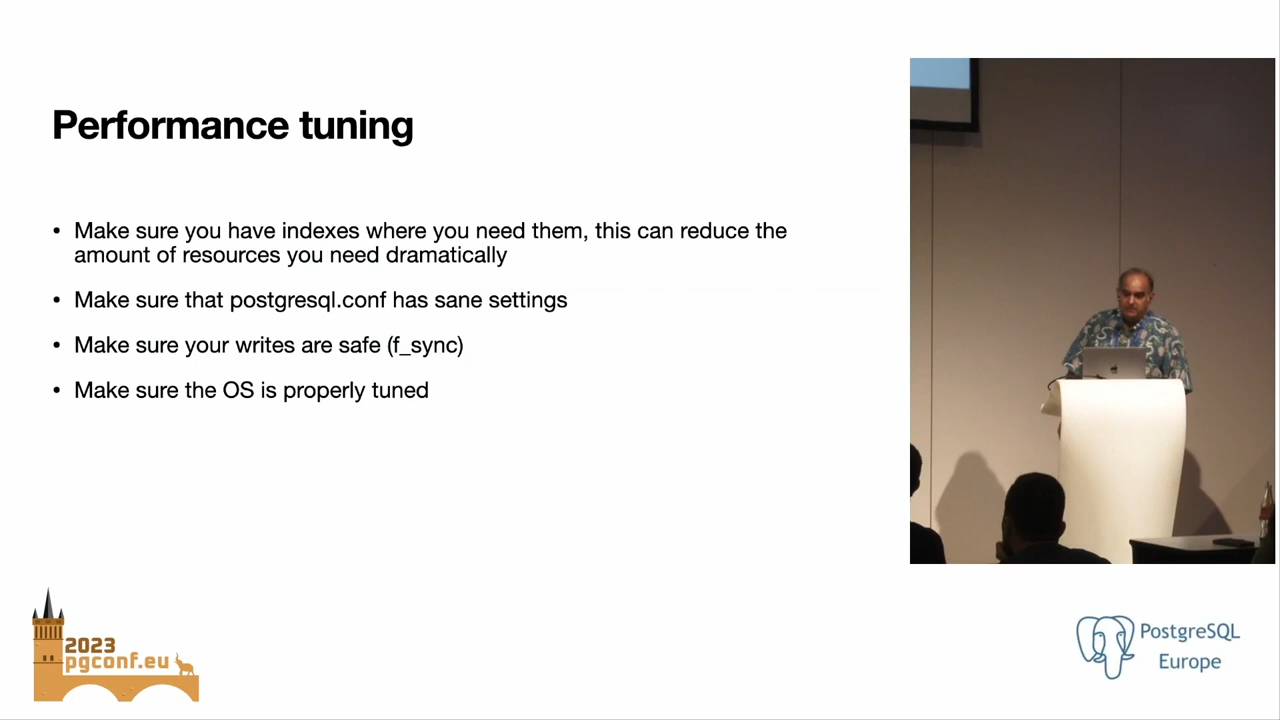 Performance tuning
• Make sure you have indexes where you need them, this can reduce the
amount of resources you need dramatically
• Make sure that postgresql.conf has sane settings
• Make sure your writes are safe (f_sync)
• Make sure the OS is properly tuned
2023
pgconf.eu
PostgreSQL
Europe